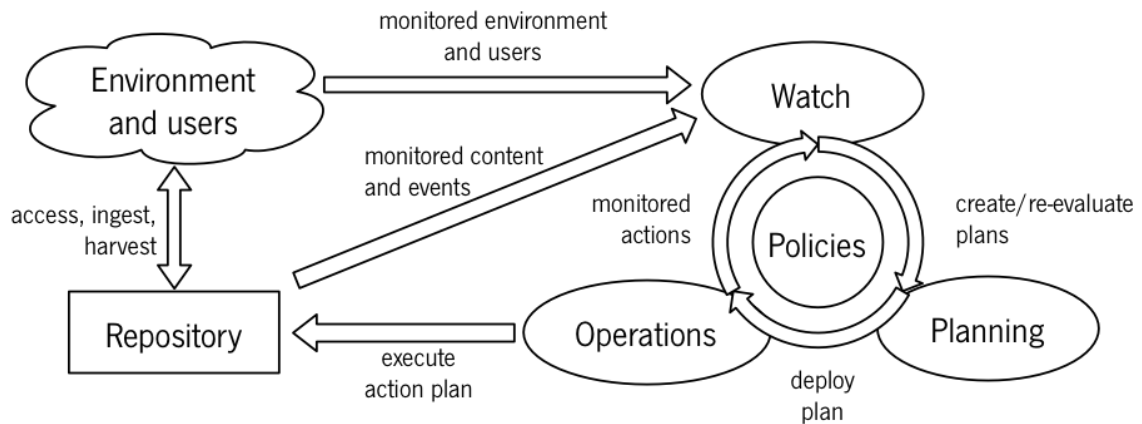 monitored environment
and users
Environment
and users
Watch
monitored content
and events
access, ingest,
harvest
monitored
actions
create/re-evaluate
plans
Policies
Repository
Operations
Planning
execute
action plan
deploy
plan